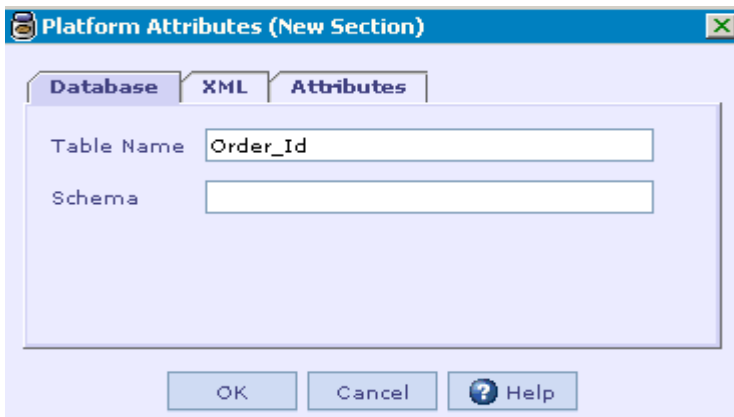 Platform Attributes (New Section)
Database XML Attributes
Table Name Order_Id
Schema
OK Cancel Help